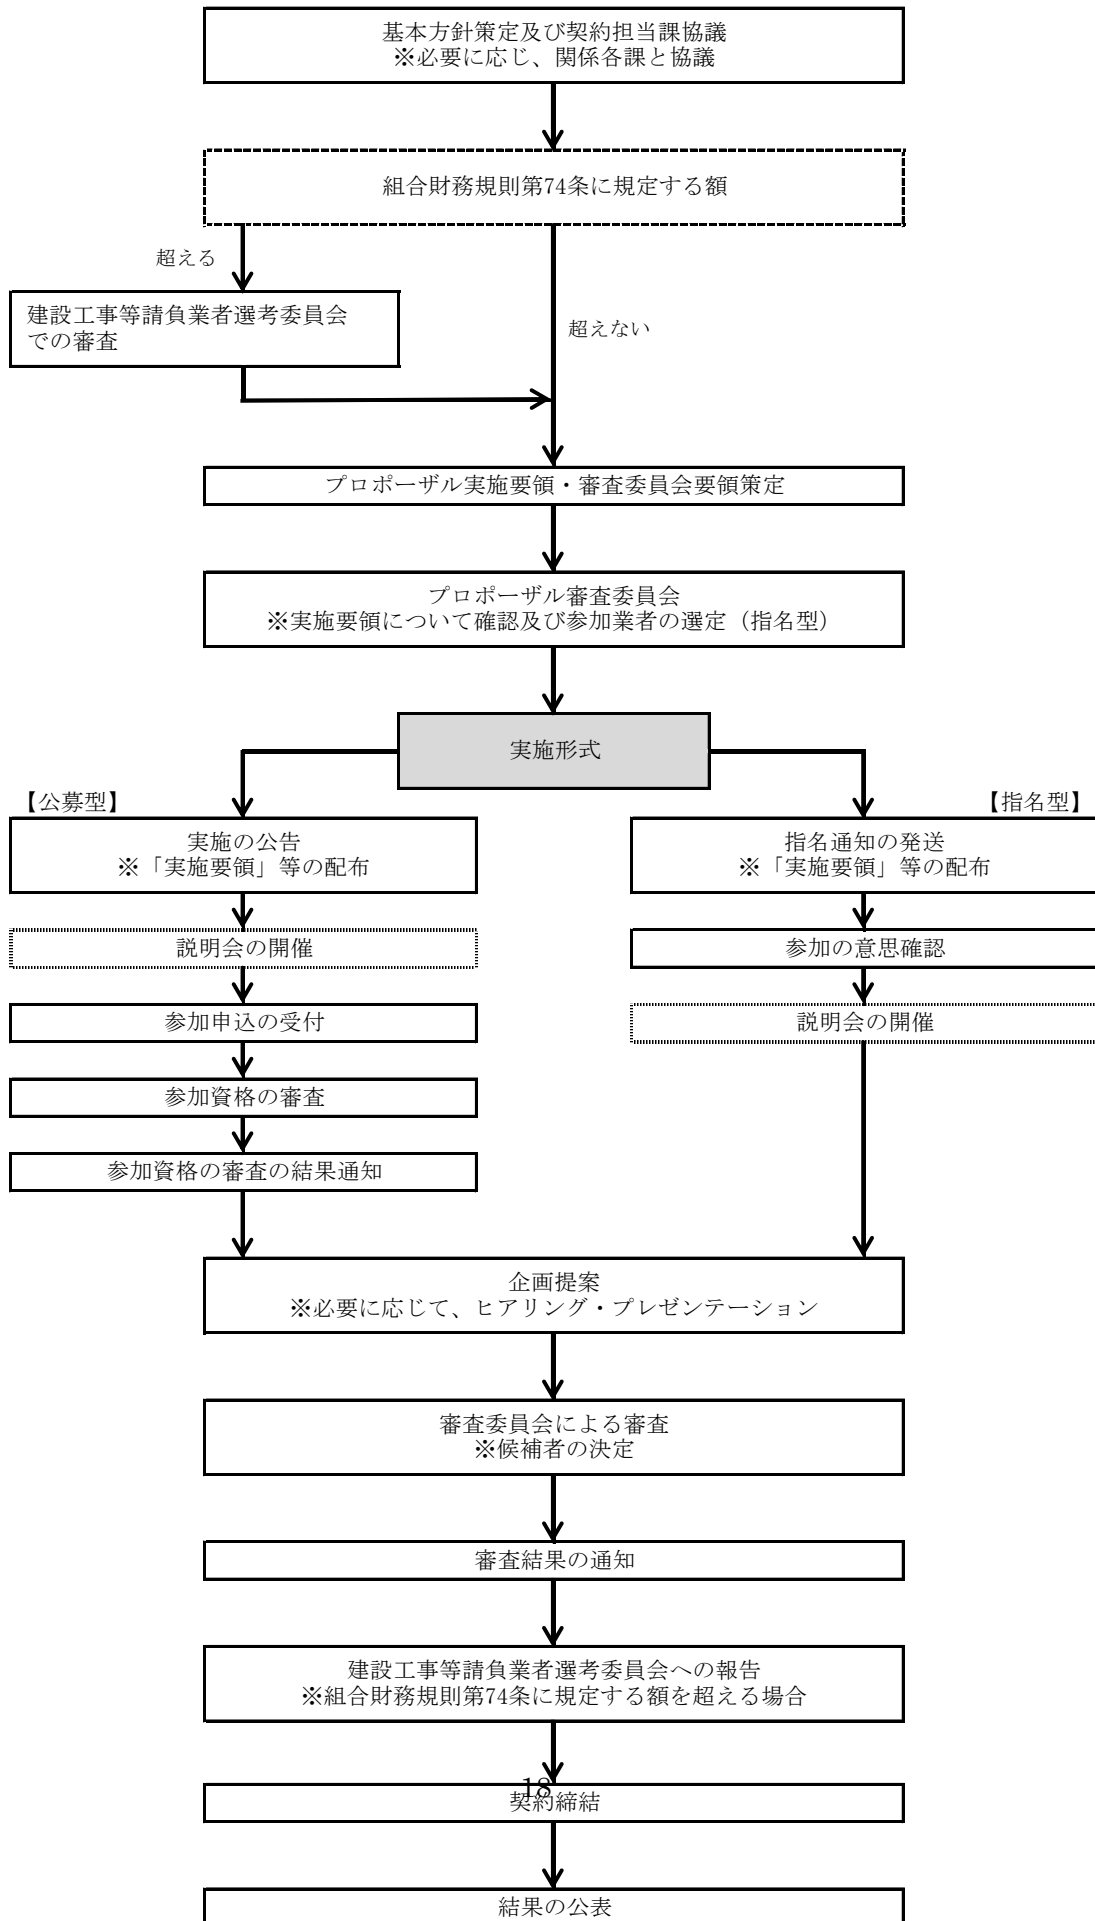 基本方針策定及び契約担当課協議
※必要に応じ、関係各課と協議
組合財務規則第74条に規定する額
超える
建設工事等請負業者選考委員会
での審査
超えない
プロポーザル実施要領・審査委員会要領策定
プロポーザル審査委員会
※実施要領について確認及び参加業者の選定（指名型）
実施形式
【公募型】
実施の公告
※「実施要領」等の配布
説明会の開催
参加申込の受付
参加資格の審査
参加資格の審査の結果通知
【指名型】
指名通知の発送
※「実施要領」等の配布
参加の意思確認
説明会の開催
企画提案
※必要に応じて、ヒアリング・プレゼンテーション
審査委員会による審査
※候補者の決定
審査結果の通知
建設工事等請負業者選考委員会への報告
※組合財務規則第74条に規定する額を超える場合
18
契約締結
結果の公表